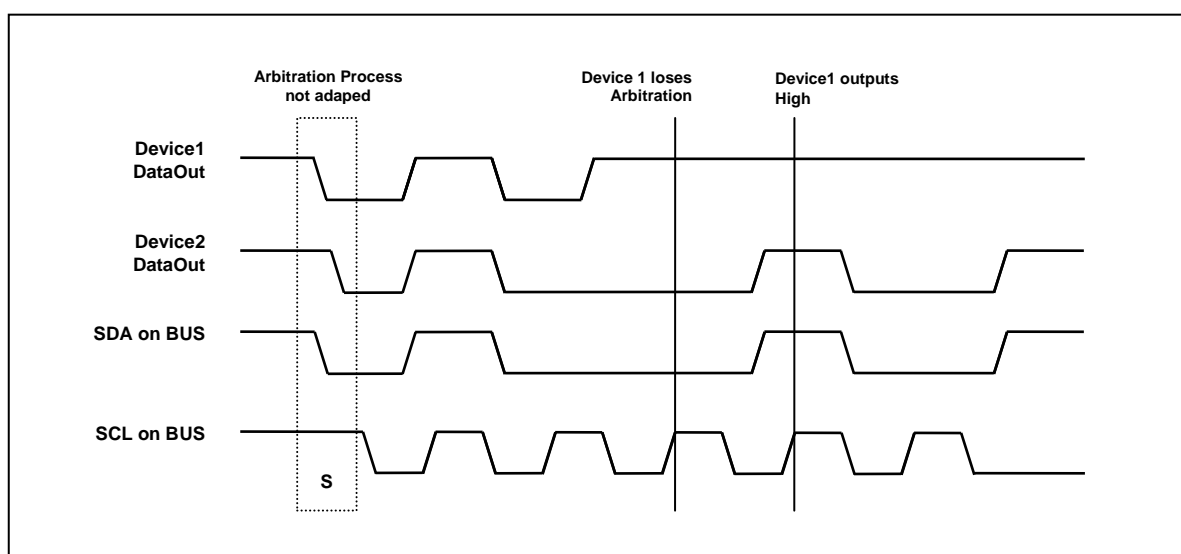 Arbitration Process
not adaped
Device 1 loses
Arbitration
Device1 outputs
High
Device1
DataOut
Device2
DataOut
SDA on BUS
SCL on BUS
S